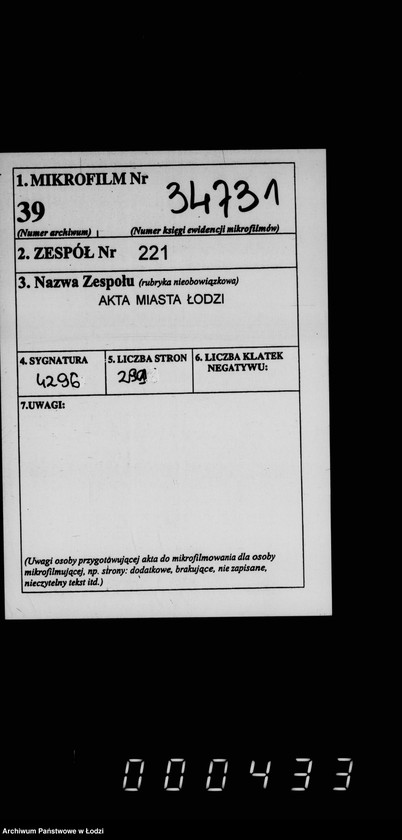 1. MIKROFILM Nr
34731
39
(Numer archiwum) (Numer księgi ewidencji mikrofilmów)
2. ZESPÓŁ Nr 221
3. Nazwa Zespołu (rubryka nieobowiązkowa)
AKTA MIASTA ŁODZI
4. SYGNATURA 5. LICZBA STRON 6. LICZBA KLATEK
NEGATYWU:
4296
7.UWAGI:
(Uwagi osoby przygotówującej akta do mikrofilmowania dla osoby
mikrofilmującej, np. strony: dodatkowe, brakujące, nie zapisane,
nieczytelny tekst itd.)
000433
Archiwum Państwowe w Łodzi